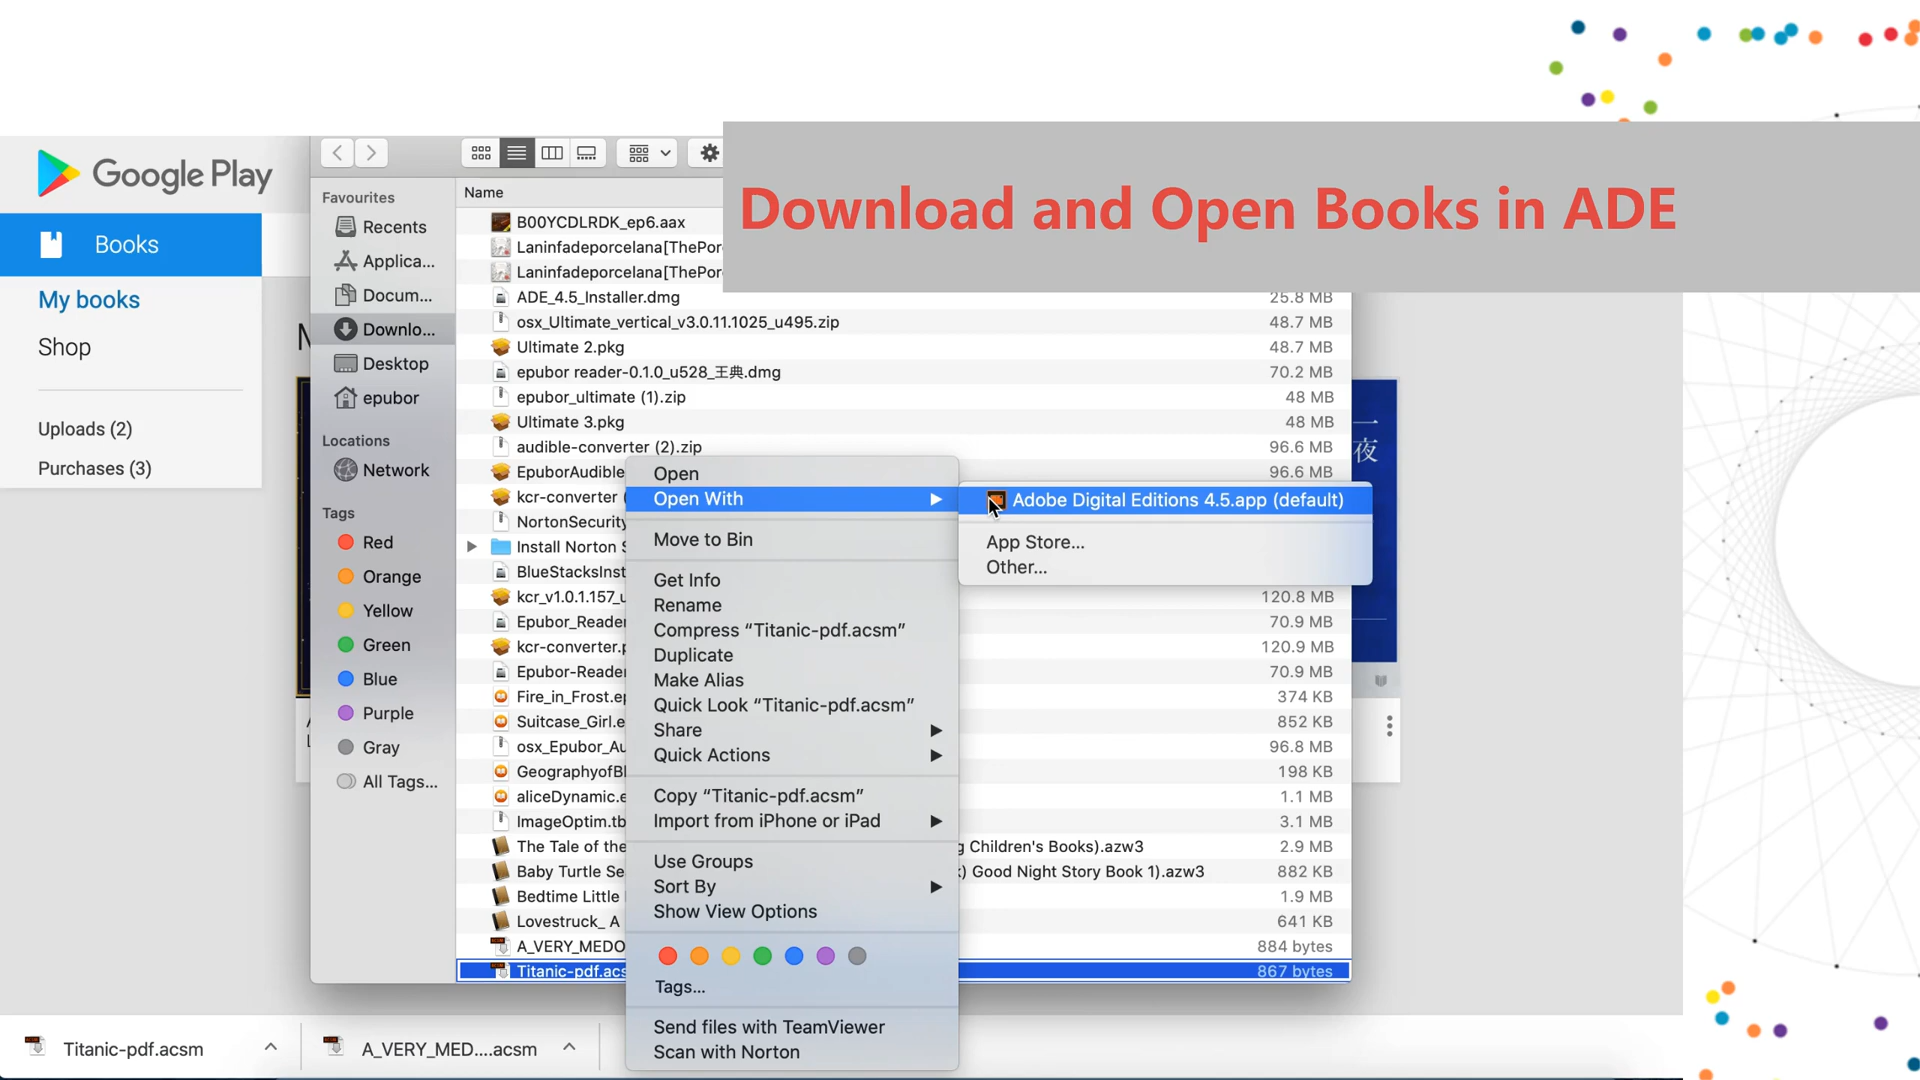 Google Play
Books
My books
Shop
Uploads (2)
Purchases (3)
Favourites
Recents
Applica...
Docum...
Downlo...
Desktop
epubor
Locations
Network
Tags
Red
Orange
Yellow
Green
Blue
Purple
Gray
All Tags...
Download and Open Books in ADE
Name
B00YCDLRDK_ep6.aax
Laninfadeporcelana[ThePor
Laninfadeporcelana[ThePor
ADE_4.5_Installer.dmg 25.8 MB
osx_Ultimate_vertical_v3.0.11.1025_u495.zip 48.7 MB
Ultimate 2.pkg 48.7 MB
epubor reader-0.1.0_u528_王典.dmg 70.2 MB
epubor_ultimate (1).zip 48 MB
Ultimate 3.pkg 48 MB
audible-converter (2).zip 96.6 MB
EpuborAudible 96.6 MB
kcr-converter
NortonSecurity
Install Norton S
BlueStacksInst
kcr_v1.0.1.157_u 120.8 MB
Epubor_Reader 70.9 MB
kcr-converter.p 120.9 MB
Epubor-Reader 70.9 MB
Fire_in_Frost.ep 374 KB
Suitcase_Girl.e 852 KB
osx_Epubor_Au 96.8 MB
GeographyofBl 198 KB
aliceDynamic.e 1.1 MB
ImageOptim.tb 3.1 MB
The Tale of the g Children's Books).azw3 2.9 MB
Baby Turtle Se ) Good Night Story Book 1).azw3 882 KB
Bedtime Little 1.9 MB
Lovestruck_ A 641 KB
A_VERY_MEDO 884 bytes
Titanic-pdf.acs 867 bytes
Open
Open With
Move to Bin
Get Info
Rename
Compress “Titanic-pdf.acsm”
Duplicate
Make Alias
Quick Look “Titanic-pdf.acsm”
Share
Quick Actions
Copy “Titanic-pdf.acsm”
Import from iPhone or iPad
Use Groups
Sort By
Show View Options
Tags...
Send files with TeamViewer
Scan with Norton
Adobe Digital Editions 4.5.app (default)
App Store...
Other...
一
夜
Titanic-pdf.acsm
A_VERY_MED....acsm